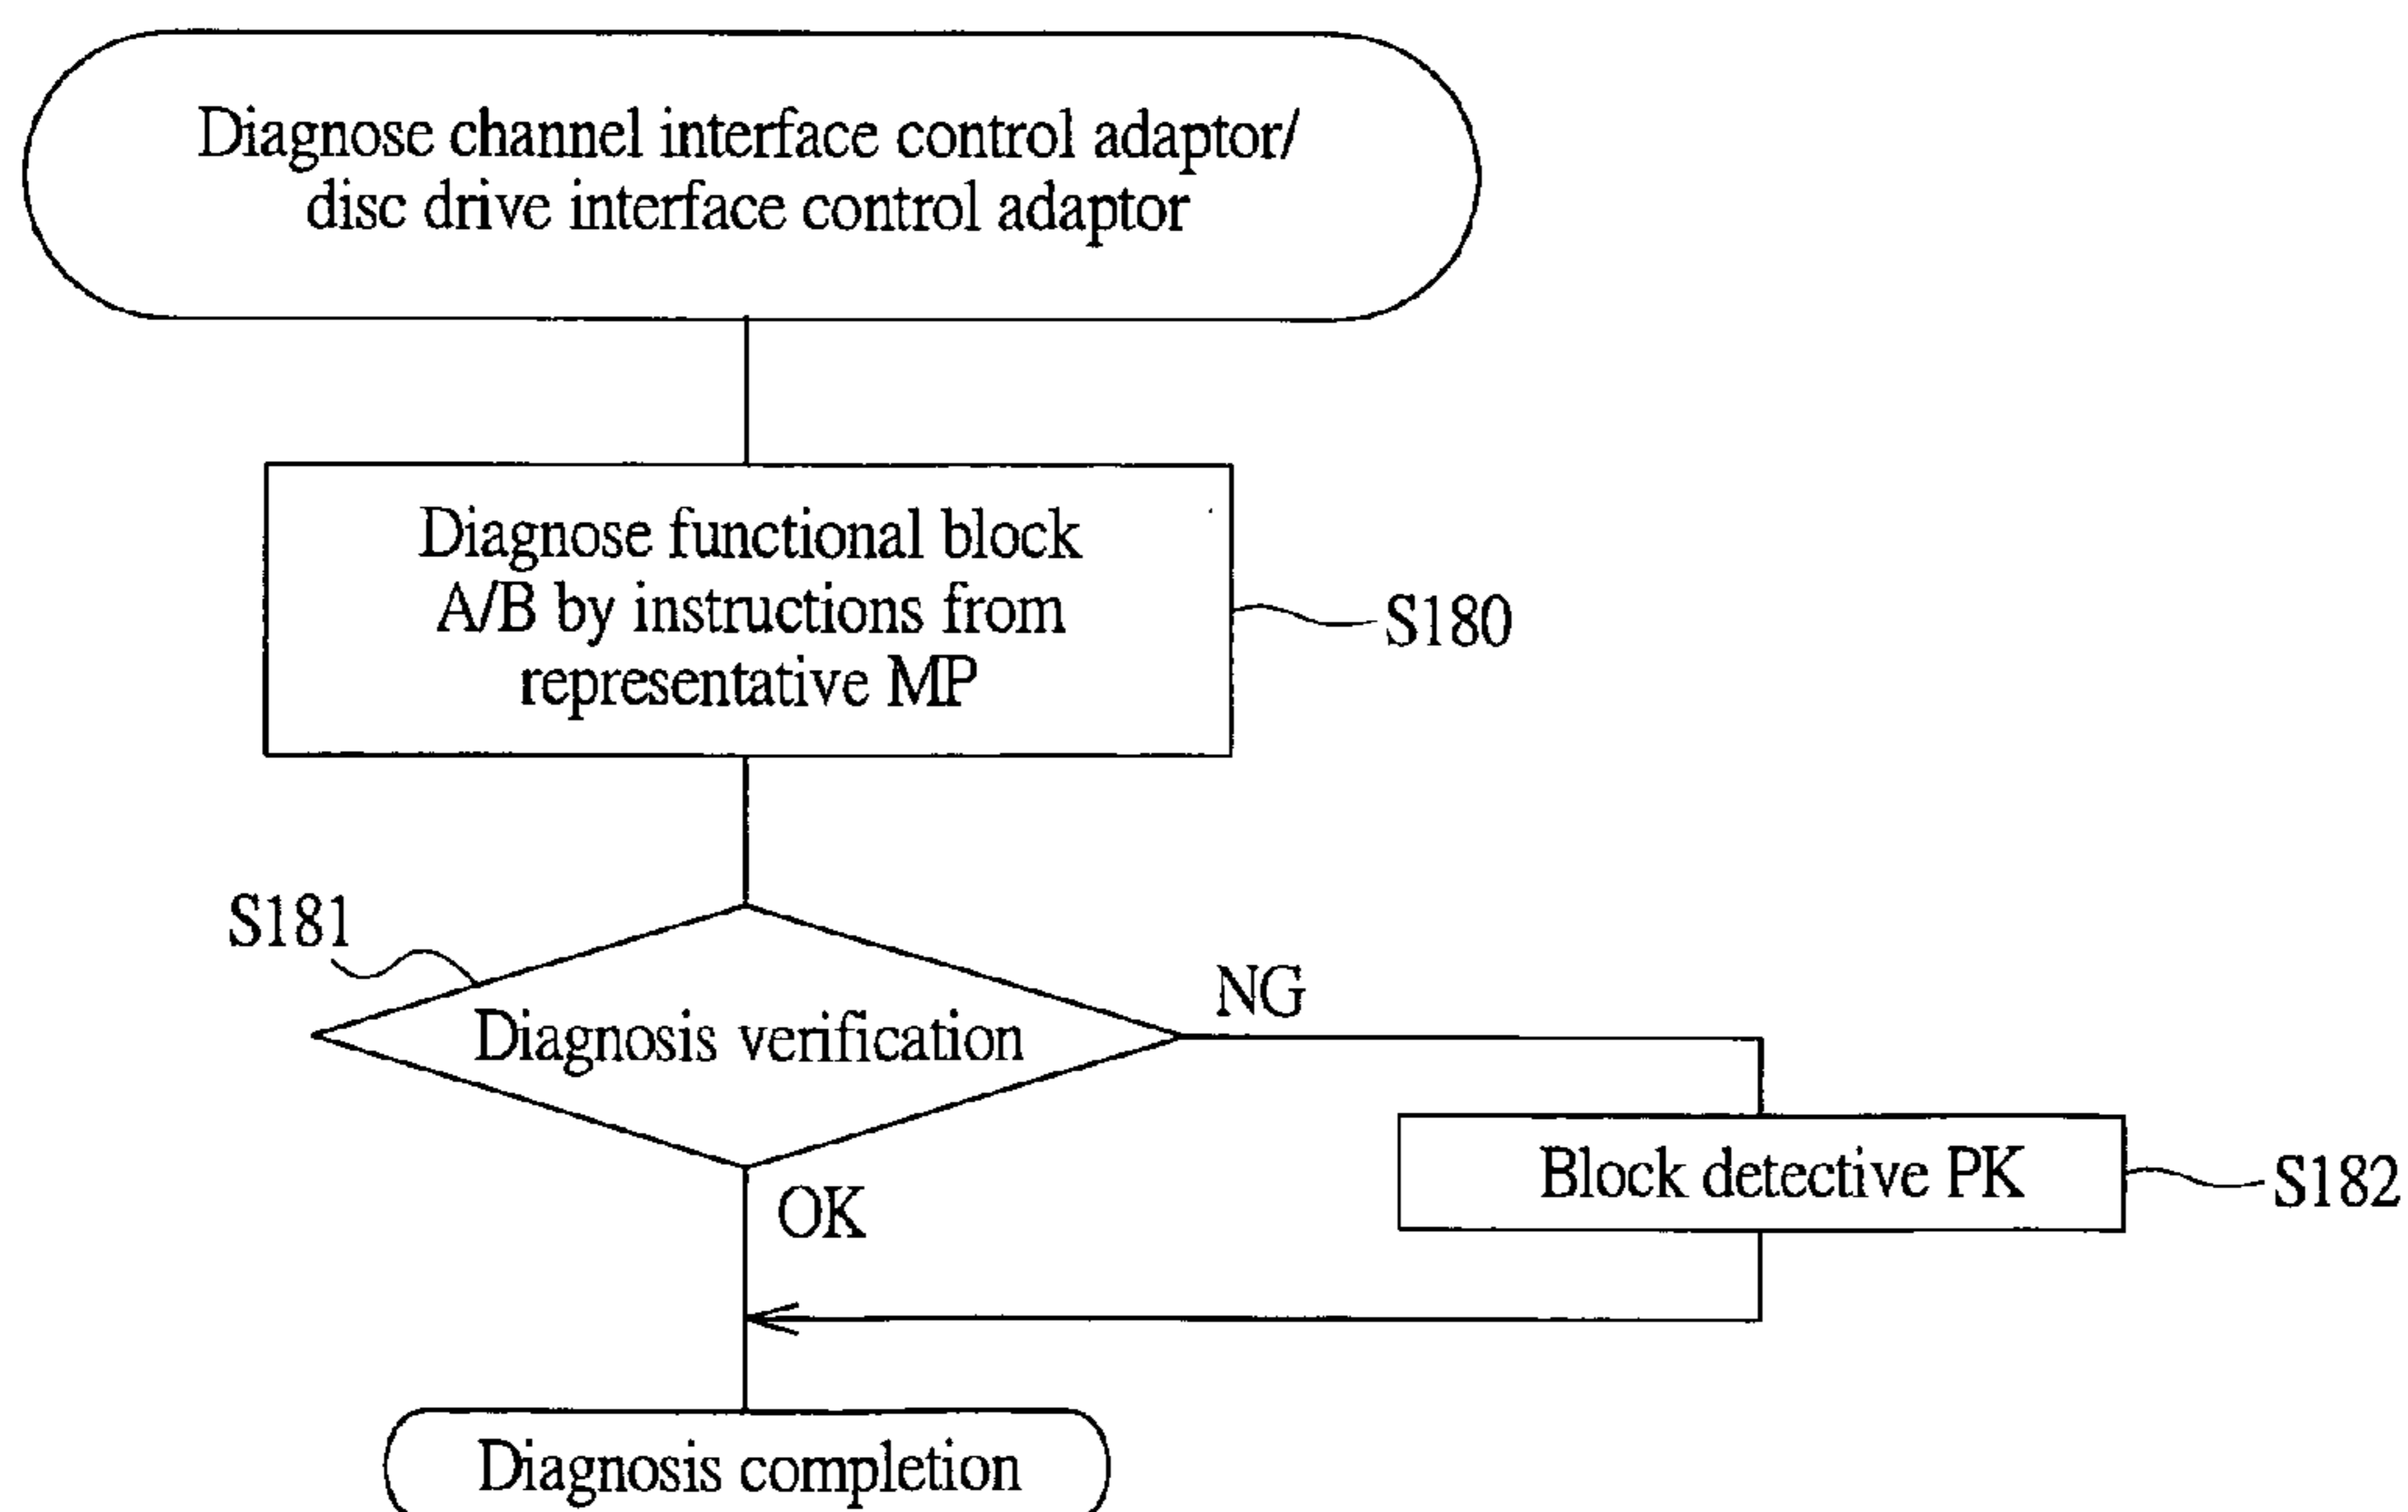 Diagnose channel interface control adaptor/
disc drive interface control adaptor
Diagnose functional block
A/B by instructions from
representative MP
S180
S181
Diagnosis verification
NG
OK
Block detective PK
S182
Diagnosis completion